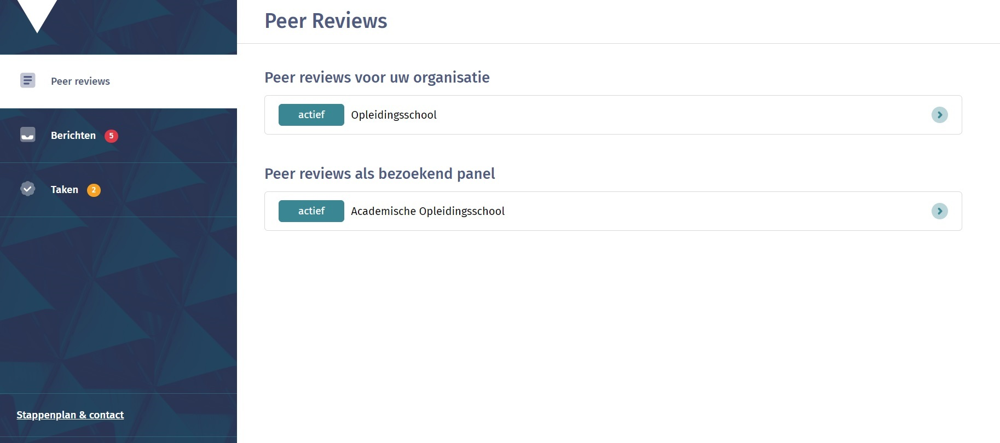 Peer Reviews
Peer reviews
Berichten 5
Taken 2
Stappenplan & contact
Peer reviews voor uw organisatie
actief Opleidingsschool
Peer reviews als bezoekend panel
actief Academische Opleidingsschool